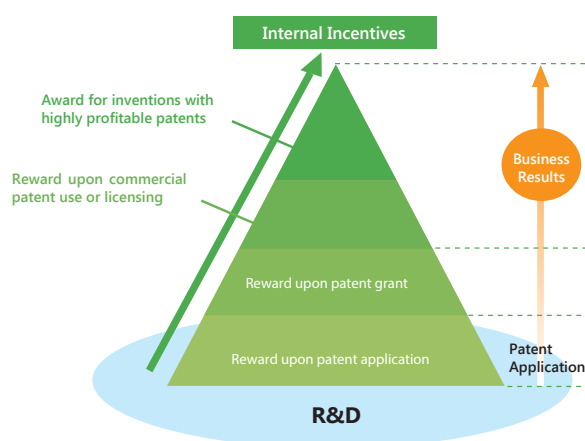 Internal Incentives
Award for inventions with
highly profitable patents
Business
Results
Reward upon commercial
patent use or licensing
Reward upon patent grant
Reward upon patent application
Patent
Application
R&D